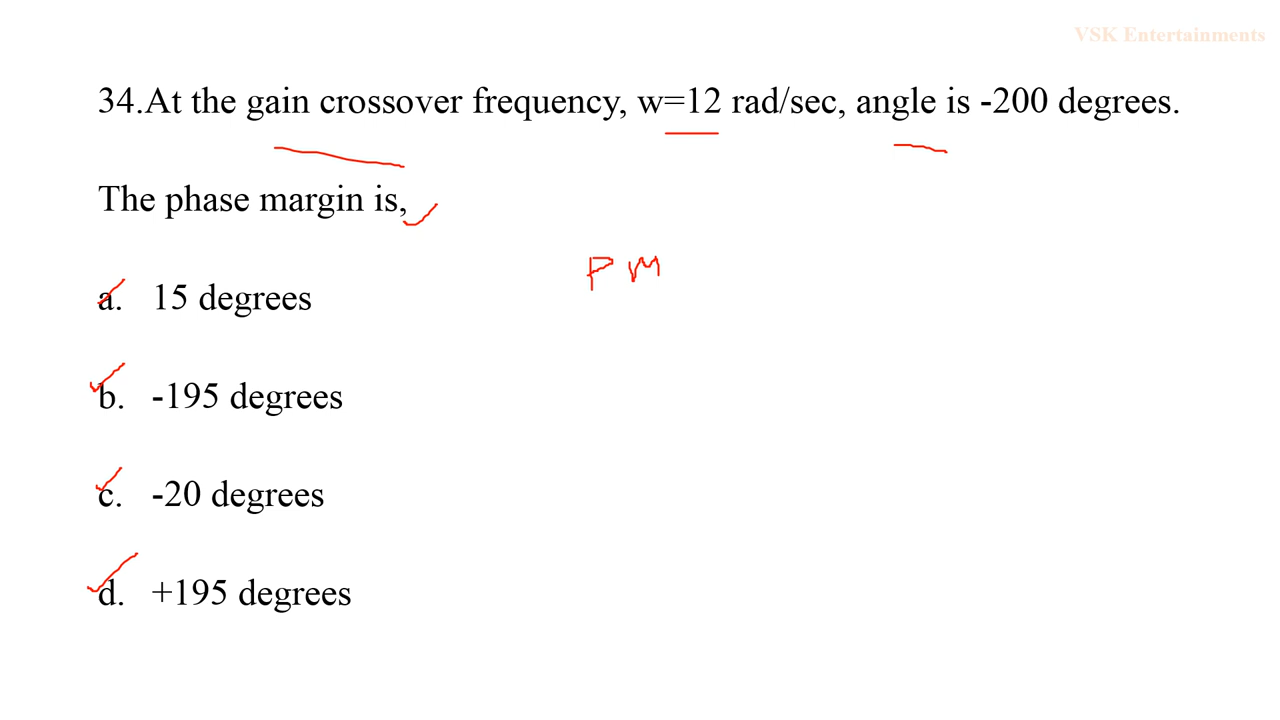 VSK Entertainments
34.At the gain crossover frequency, w=12 rad/sec, angle is -200 degrees.
The phase margin is,
PM
a. 15 degrees
b. -195 degrees
c. -20 degrees
d. +195 degrees